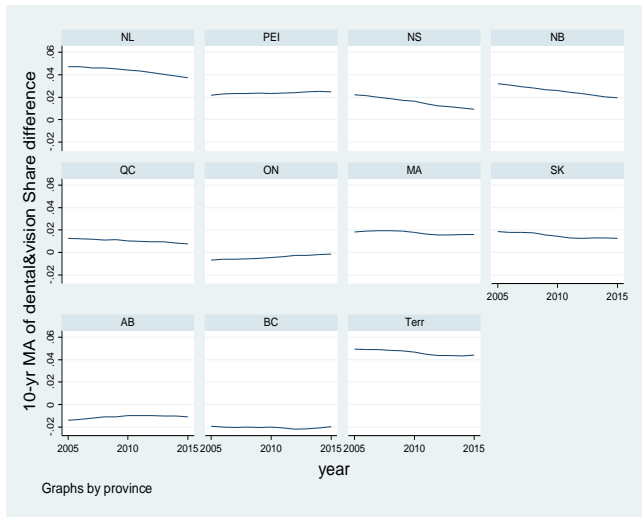 10-yr MA of dental&vision Share difference
NL PEI NS NB
.06
.04
.02
0
-.02
QC ON MA SK
.06
.04
.02
0
-.02
2005 2010 2015
AB BC Terr
.06
.04
.02
0
-.02
2005 2010 2015 2005 2010 2015 2005 2010 2015
year
Graphs by province